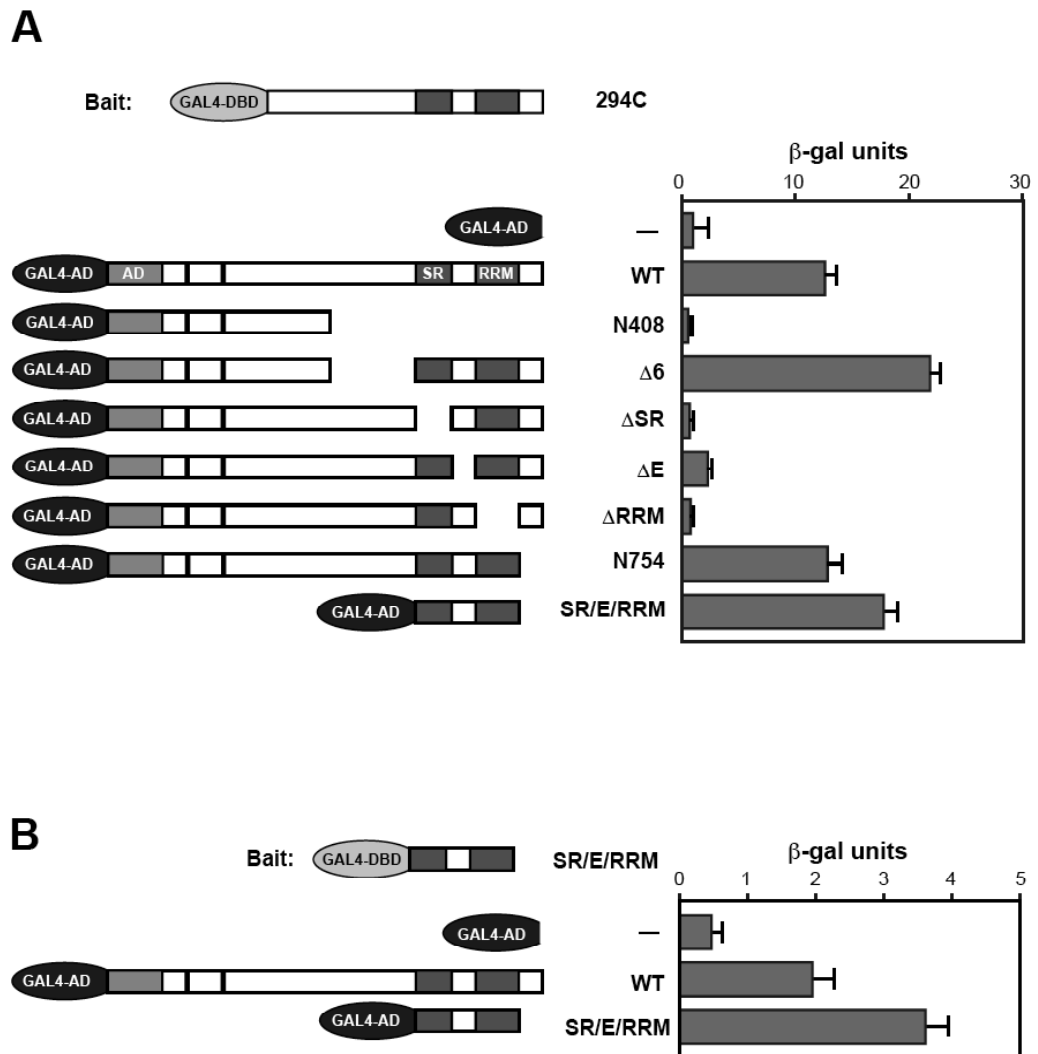 A
Bait: GAL4-DBD 294C
β-gal units
0 10 20 30
GAL4-AD —
GAL4-AD AD SR RRM WT
GAL4-AD N408
GAL4-AD Δ6
GAL4-AD ΔSR
GAL4-AD ΔE
GAL4-AD ΔRRM
GAL4-AD N754
GAL4-AD SR/E/RRM
B
Bait: GAL4-DBD SR/E/RRM
β-gal units
0 1 2 3 4 5
GAL4-AD —
GAL4-AD WT
GAL4-AD SR/E/RRM